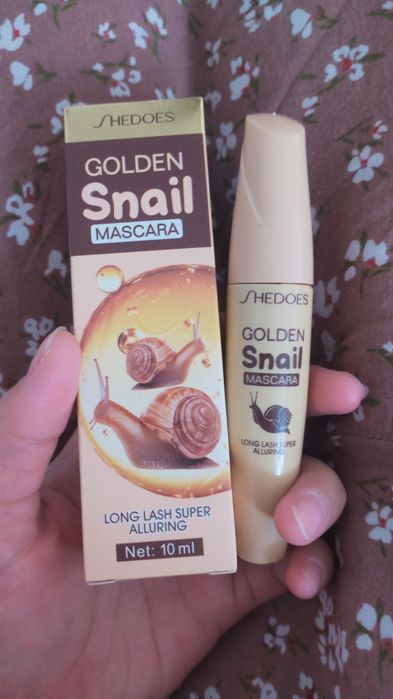 SHEDOES
GOLDEN
Snail
MASCARA
LONG LASH SUPER
ALLURING
Net: 10 ml
SHEDOES
GOLDEN
Snail
MASCARA
LONG LASH SUPER
ALLURING